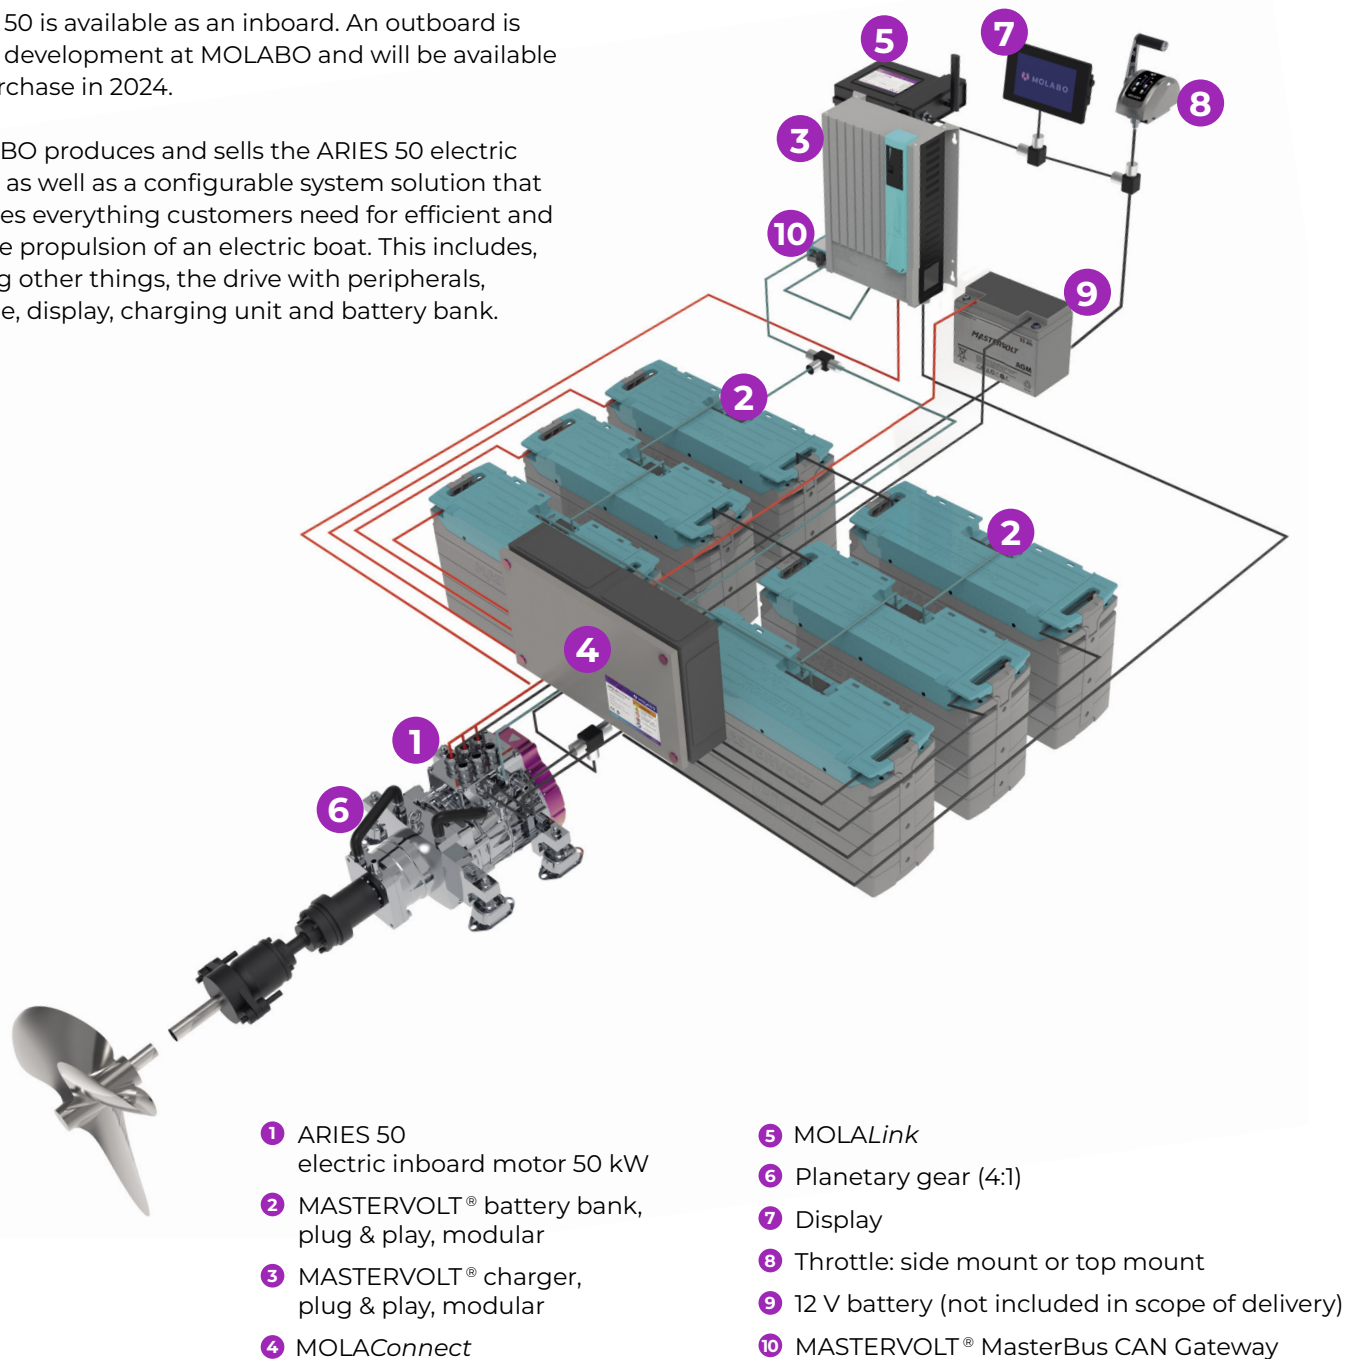 50 is available as an inboard. An outboard is
development at MOLABO and will be available
rchase in 2024.
BO produces and sells the ARIES 50 electric
as well as a configurable system solution that
es everything customers need for efficient and
e propulsion of an electric boat. This includes,
g other things, the drive with peripherals,
e, display, charging unit and battery bank.
5
7
MOLABO
8
3
10
9
MASTERVOLT
AGM
2
2
4
1
6
MASTERVOLT
1 ARIES 50
electric inboard motor 50 kW
2 MASTERVOLT® battery bank,
plug & play, modular
3 MASTERVOLT® charger,
plug & play, modular
4 MOLAConnect
5 MOLALink
6 Planetary gear (4:1)
7 Display
8 Throttle: side mount or top mount
9 12 V battery (not included in scope of delivery)
10 MASTERVOLT® MasterBus CAN Gateway